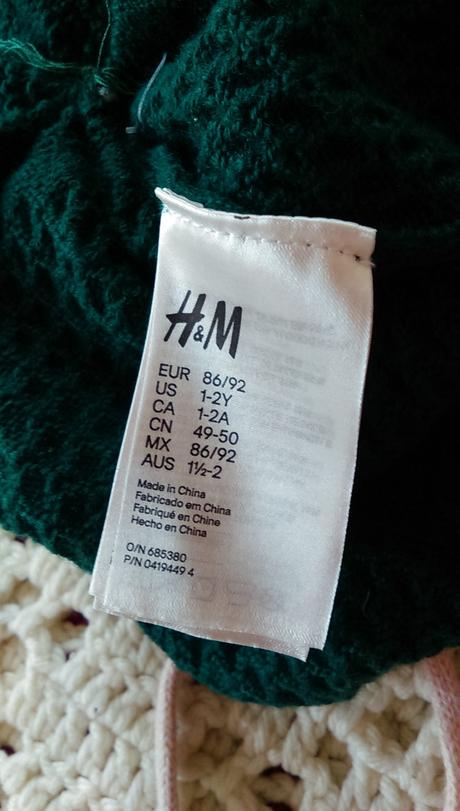 H&M
EUR 86/92
US 1-2Y
CA 1-2A
CN 49-50
MX 86/92
AUS 1½-2
Made in China
Fabricado em China
Fabriqué en Chine
Hecho en China
O/N 685380
P/N 0419449 4